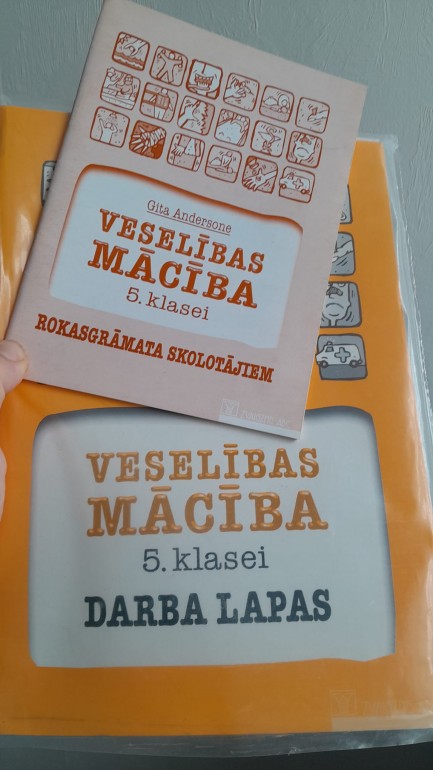 Gita Andersone
VESELĪBAS
MĀCĪBA
5. klasei
ROKASGRĀMATA SKOLOTĀJIEM
VESELĪBAS
MĀCĪBA
5. klasei
DARBA LAPAS